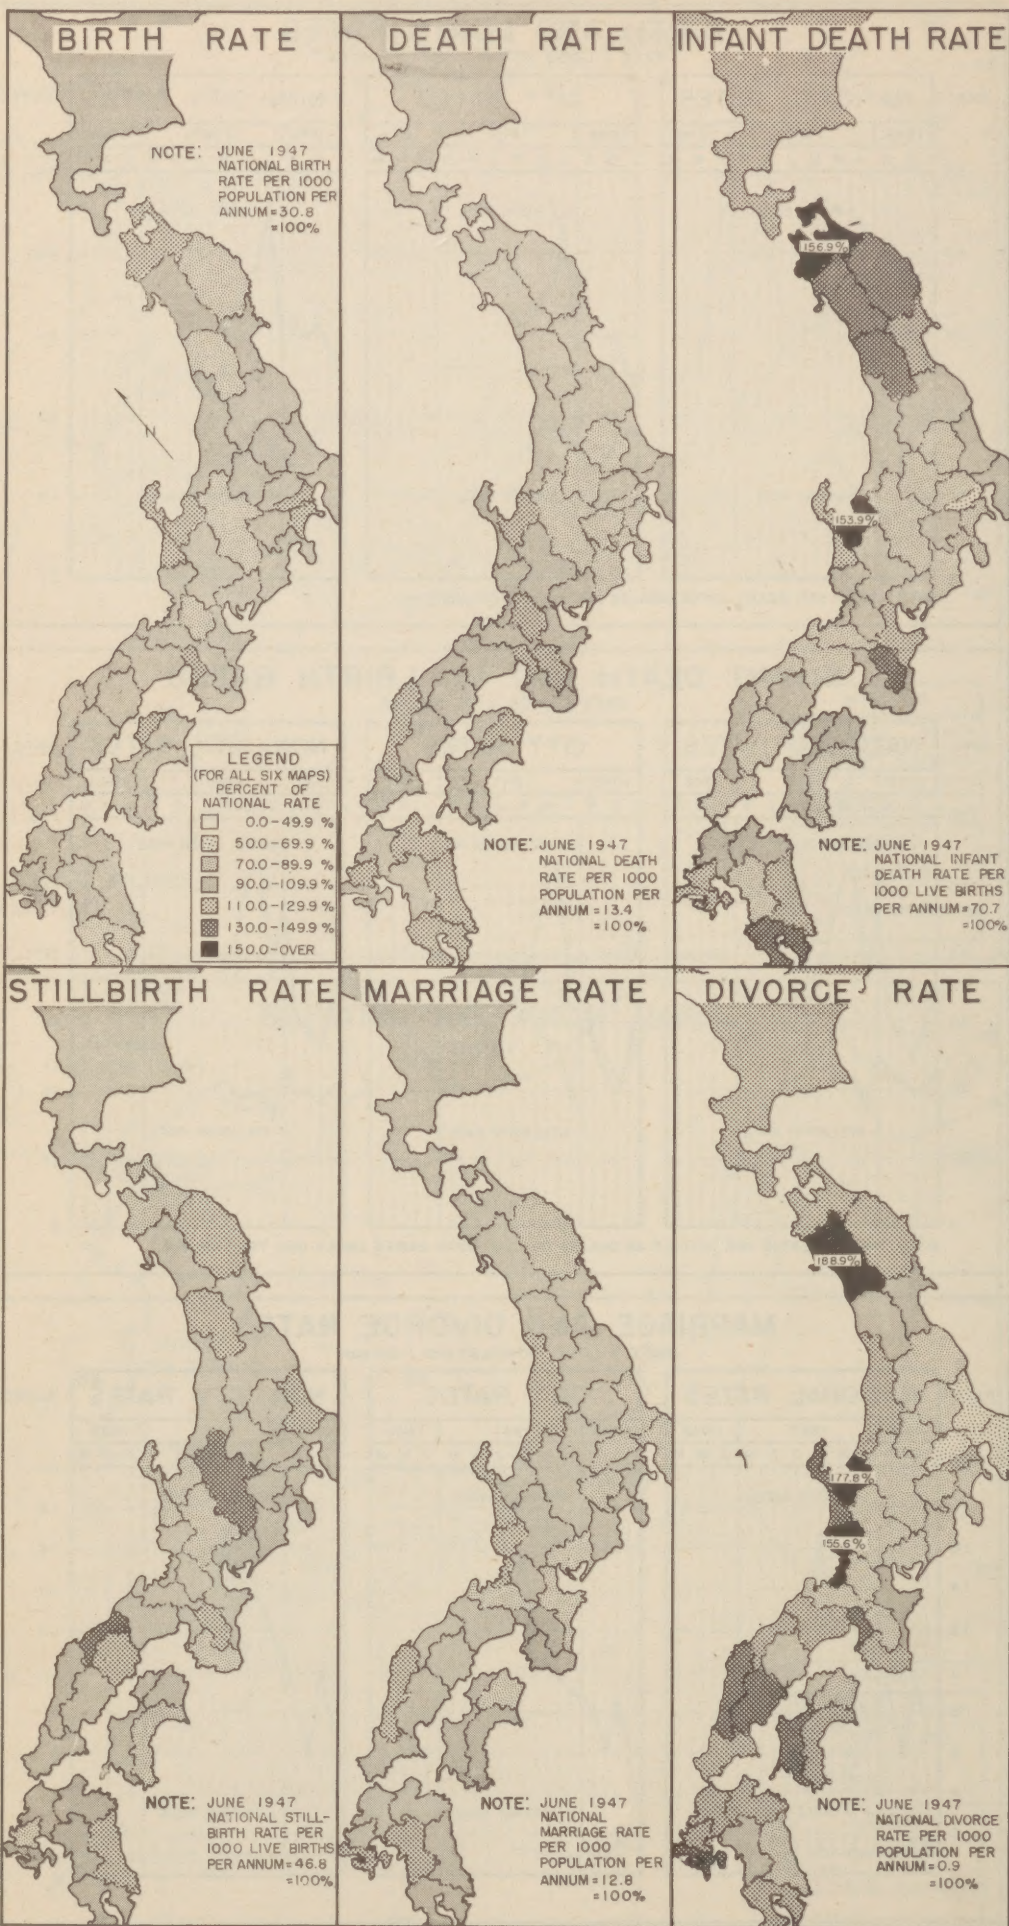 BIRTH RATE
NOTE: JUNE 1947
NATIONAL BIRTH
RATE PER 1000
POPULATION PER
ANNUM=30.8
=100%
N
LEGEND
(FOR ALL SIX MAPS)
PERCENT OF
NATIONAL RATE
0.0-49.9 %
50.0-69.9 %
70.0-89.9 %
90.0-109.9 %
110.0-129.9 %
130.0-149.9 %
150.0-OVER
DEATH RATE
NOTE: JUNE 1947
NATIONAL DEATH
RATE PER 1000
POPULATION PER
ANNUM=13.4
=100%
INFANT DEATH RATE
156.9%
153.9%
NOTE: JUNE 1947
NATIONAL INFANT
DEATH RATE PER
1000 LIVE BIRTHS
PER ANNUM=70.7
=100%
STILLBIRTH RATE
NOTE: JUNE 1947
NATIONAL STILL-
BIRTH RATE PER
1000 LIVE BIRTHS
PER ANNUM=46.8
=100%
MARRIAGE RATE
NOTE: JUNE 1947
NATIONAL
MARRIAGE RATE
PER 1000
POPULATION PER
ANNUM=12.8
=100%
DIVORCE RATE
188.9%
177.8%
155.6%
NOTE: JUNE 1947
NATIONAL DIVORCE
RATE PER 1000
POPULATION PER
ANNUM=0.9
=100%